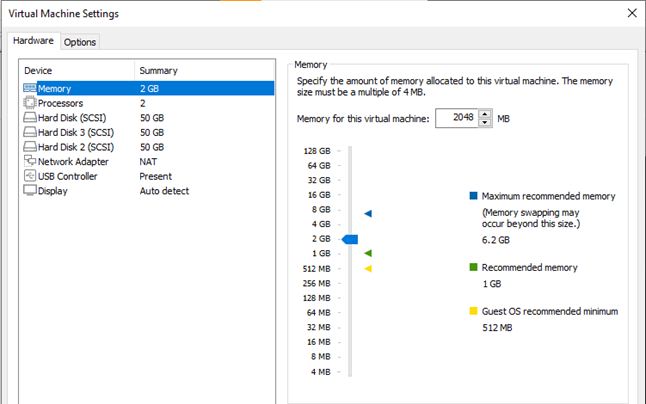 Virtual Machine Settings
Hardware Options
Device Summary
Memory 2 GB
Processors 2
Hard Disk (SCSI) 50 GB
Hard Disk 3 (SCSI) 50 GB
Hard Disk 2 (SCSI) 50 GB
Network Adapter NAT
USB Controller Present
Display Auto detect
Memory
Specify the amount of memory allocated to this virtual machine. The memory
size must be a multiple of 4 MB.
Memory for this virtual machine: 2048 MB
128 GB
64 GB
32 GB
16 GB
8 GB
4 GB
2 GB
1 GB
512 MB
256 MB
128 MB
64 MB
32 MB
16 MB
8 MB
4 MB
Maximum recommended memory
(Memory swapping may
occur beyond this size.)
6.2 GB
Recommended memory
1 GB
Guest OS recommended minimum
512 MB